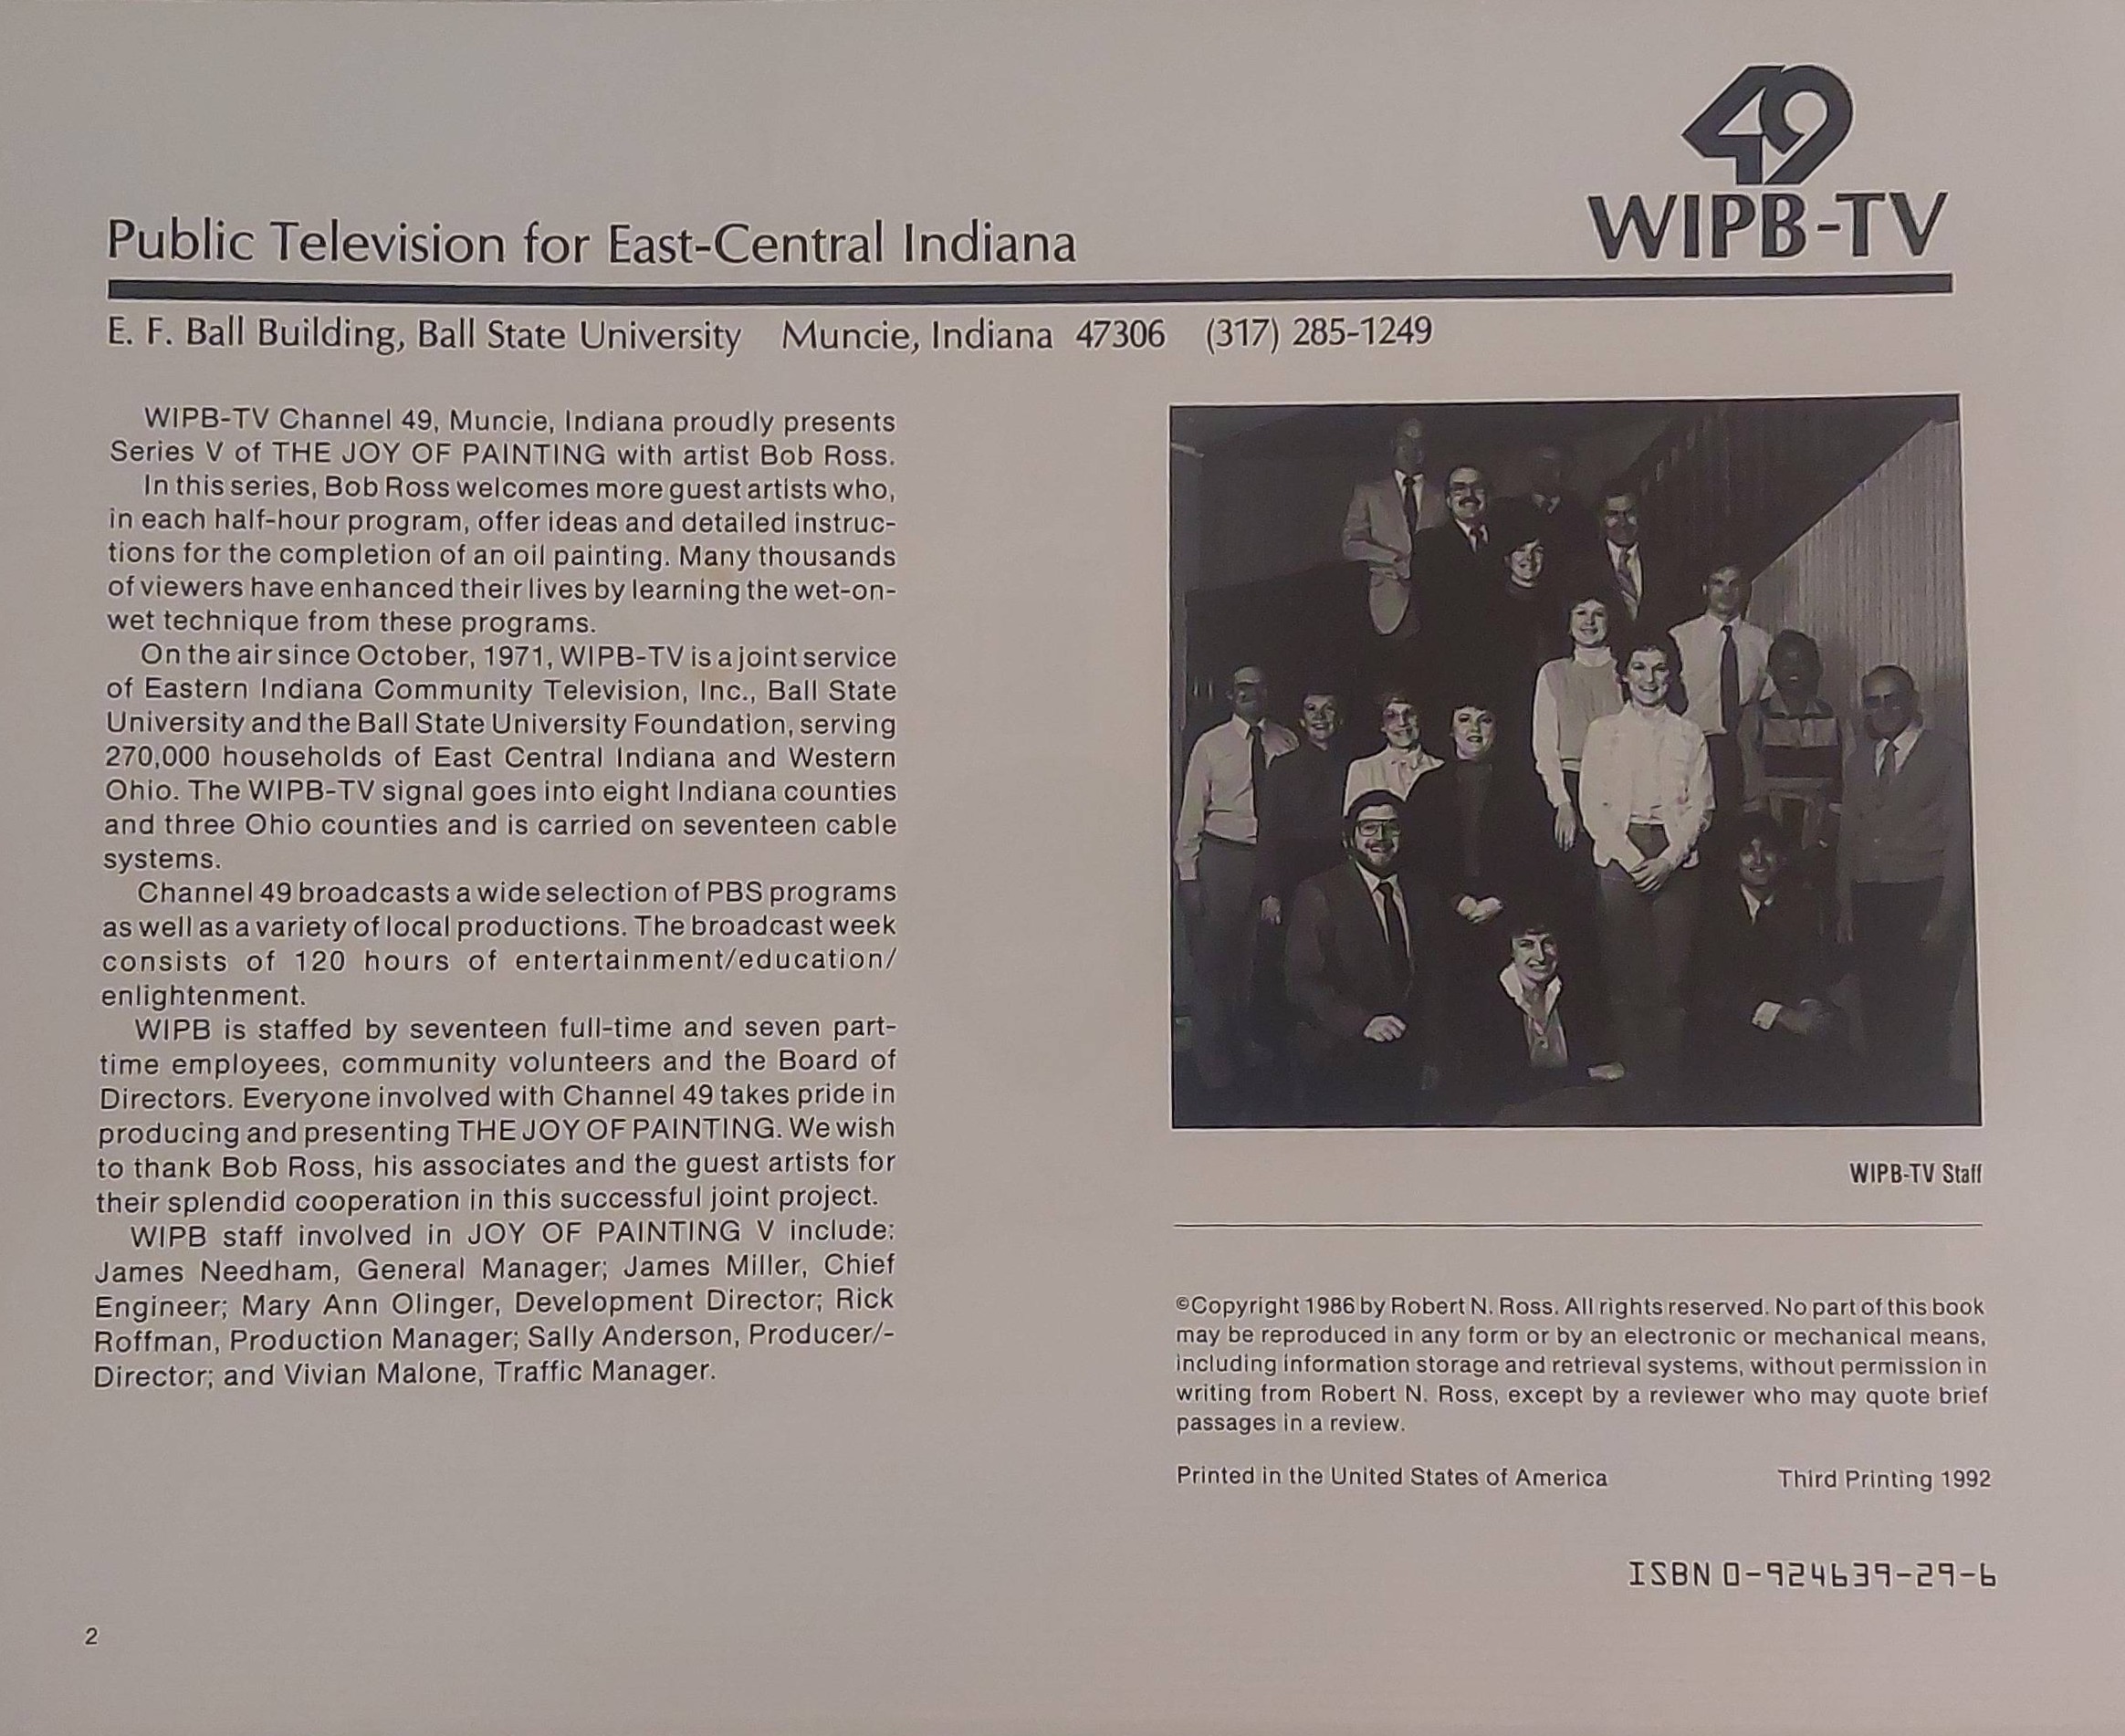 49
WIPB-TV
Public Television for East-Central Indiana
E. F. Ball Building, Ball State University Muncie, Indiana 47306 (317) 285-1249
WIPB-TV Channel 49, Muncie, Indiana proudly presents
Series V of THE JOY OF PAINTING with artist Bob Ross.
In this series, Bob Ross welcomes more guest artists who,
in each half-hour program, offer ideas and detailed instruc-
tions for the completion of an oil painting. Many thousands
of viewers have enhanced their lives by learning the wet-on-
wet technique from these programs.
On the air since October, 1971, WIPB-TV is a joint service
of Eastern Indiana Community Television, Inc., Ball State
University and the Ball State University Foundation, serving
270,000 households of East Central Indiana and Western
Ohio. The WIPB-TV signal goes into eight Indiana counties
and three Ohio counties and is carried on seventeen cable
systems.
Channel 49 broadcasts a wide selection of PBS programs
as well as a variety of local productions. The broadcast week
consists of 120 hours of entertainment/education/
enlightenment.
WIPB is staffed by seventeen full-time and seven part-
time employees, community volunteers and the Board of
Directors. Everyone involved with Channel 49 takes pride in
producing and presenting THE JOY OF PAINTING. We wish
to thank Bob Ross, his associates and the guest artists for
their splendid cooperation in this successful joint project.
WIPB staff involved in JOY OF PAINTING V include:
James Needham, General Manager; James Miller, Chief
Engineer; Mary Ann Olinger, Development Director; Rick
Roffman, Production Manager; Sally Anderson, Producer/-
Director; and Vivian Malone, Traffic Manager.
WIPB-TV Staff
©Copyright 1986 by Robert N. Ross. All rights reserved. No part of this book
may be reproduced in any form or by an electronic or mechanical means,
including information storage and retrieval systems, without permission in
writing from Robert N. Ross, except by a reviewer who may quote brief
passages in a review.
Printed in the United States of America Third Printing 1992
ISBN 0-924639-29-6
2